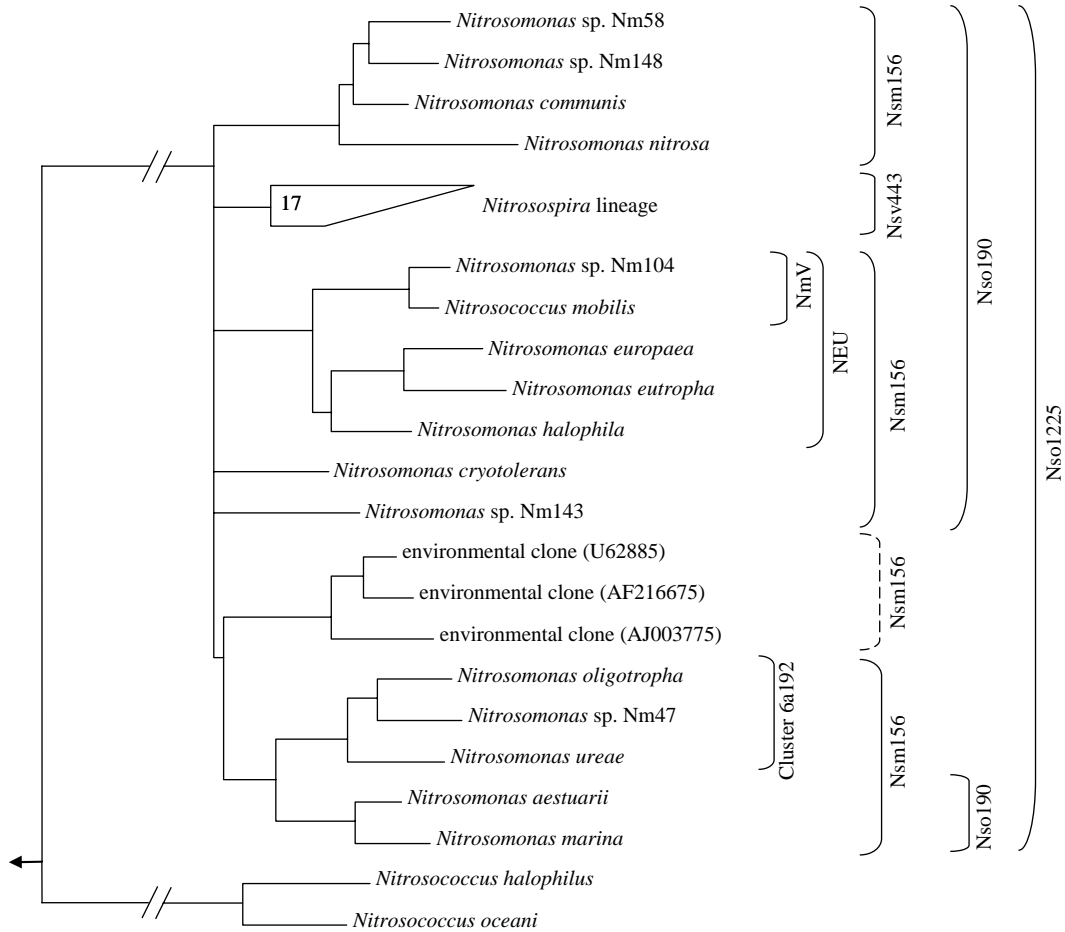 Nitrosomonas sp. Nm58
Nitrosomonas sp. Nm148
Nitrosomonas communis
Nitrosomonas nitrosa
Nsm156
17
Nitrosospira lineage
Nsv443
Nitrosomonas sp. Nm104
Nitrosococcus mobilis
NmV
Nitrosomonas europaea
Nitrosomonas eutropha
Nitrosomonas halophila
NEU
Nitrosomonas cryotolerans
Nitrosomonas sp. Nm143
Nsm156
Nso190
environmental clone (U62885)
environmental clone (AF216675)
environmental clone (AJ003775)
Nsm156
Nitrosomonas oligotropha
Nitrosomonas sp. Nm47
Nitrosomonas ureae
Cluster 6a192
Nitrosomonas aestuarii
Nitrosomonas marina
Nsm156
Nso190
Nso1225
Nitrosococcus halophilus
Nitrosococcus oceani